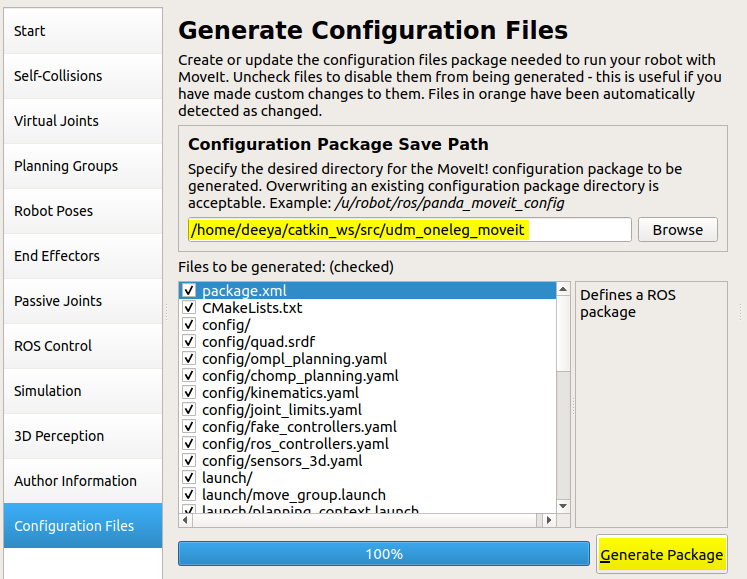 Start
Self-Collisions
Virtual Joints
Planning Groups
Robot Poses
End Effectors
Passive Joints
ROS Control
Simulation
3D Perception
Author Information
Configuration Files
Generate Configuration Files
Create or update the configuration files package needed to run your robot with
MoveIt. Uncheck files to disable them from being generated - this is useful if you
have made custom changes to them. Files in orange have been automatically
detected as changed.
Configuration Package Save Path
Specify the desired directory for the MoveIt! configuration package to be
generated. Overwriting an existing configuration package directory is
acceptable. Example: /u/robot/ros/panda_moveit_config
/home/deeya/catkin_ws/src/udm_oneleg_moveit
Browse
Files to be generated: (checked)
package.xml
CMakeLists.txt
config/
config/quad.srdf
config/ompl_planning.yaml
config/chomp_planning.yaml
config/kinematics.yaml
config/joint_limits.yaml
config/fake_controllers.yaml
config/ros_controllers.yaml
config/sensors_3d.yaml
launch/
launch/move_group.launch
launch/planning_context.launch
Defines a ROS
package
100%
Generate Package